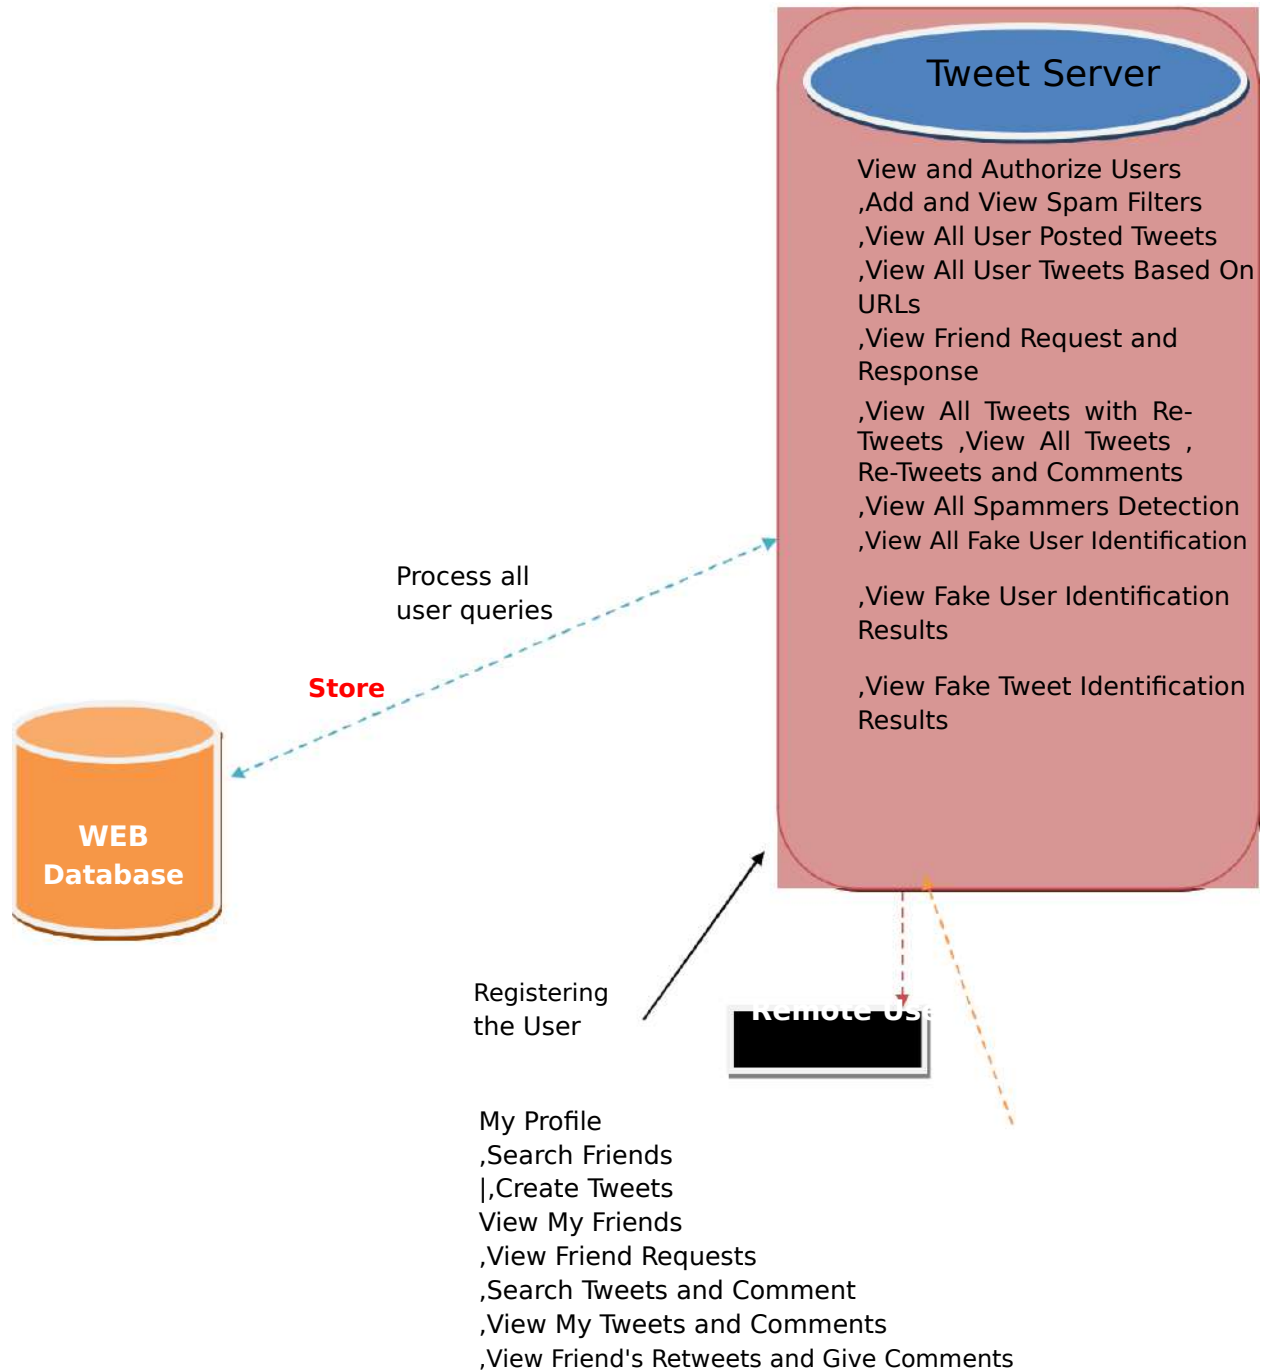 Tweet Server
View and Authorize Users
,Add and View Spam Filters
,View All User Posted Tweets
,View All User Tweets Based On
URLs
,View Friend Request and
Response
,View All Tweets with Re-
Tweets ,View All Tweets ,
Re-Tweets and Comments
,View All Spammers Detection
,View All Fake User Identification
,View Fake User Identification
Results
,View Fake Tweet Identification
Results
Process all
user queries
Store
WEB
Database
Registering
the User
Remote Use
My Profile
,Search Friends
|,Create Tweets
View My Friends
,View Friend Requests
,Search Tweets and Comment
,View My Tweets and Comments
,View Friend's Retweets and Give Comments